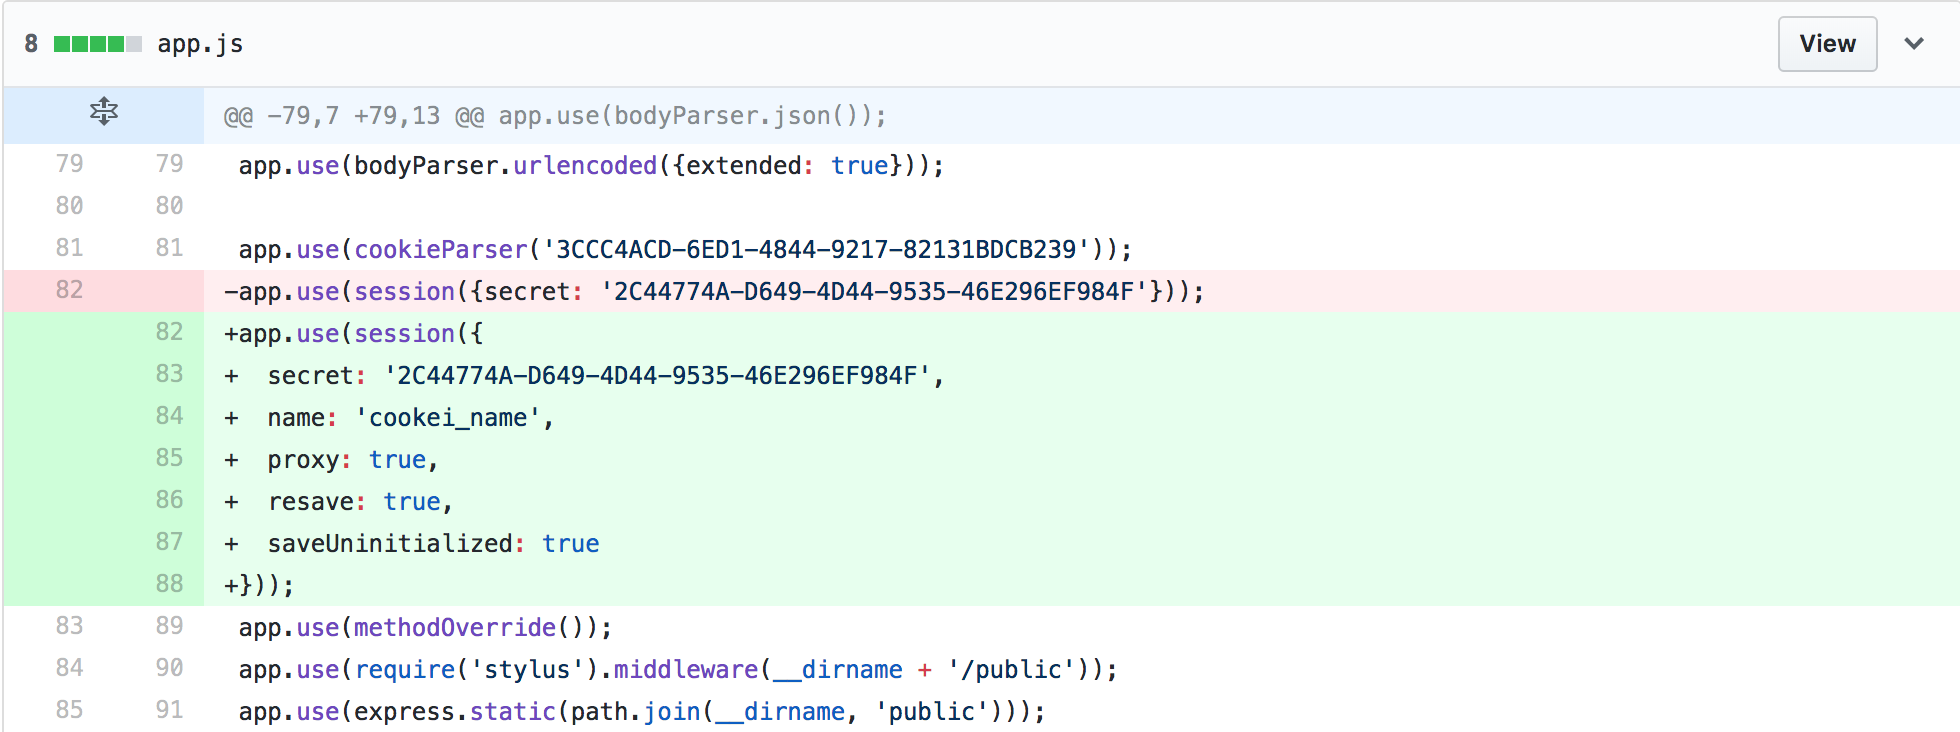 8 app.js View
@@ -79,7 +79,13 @@ app.use(bodyParser.json());
79 79 app.use(bodyParser.urlencoded({extended: true}));
80 80
81 81 app.use(cookieParser('3CCC4ACD-6ED1-4844-9217-82131BDCB239'));
82 -app.use(session({secret: '2C44774A-D649-4D44-9535-46E296EF984F'}));
82 +app.use(session({
83 + secret: '2C44774A-D649-4D44-9535-46E296EF984F',
84 + name: 'cookei_name',
85 + proxy: true,
86 + resave: true,
87 + saveUninitialized: true
88 +}));
83 89 app.use(methodOverride());
84 90 app.use(require('stylus').middleware(__dirname + '/public'));
85 91 app.use(express.static(path.join(__dirname, 'public')));